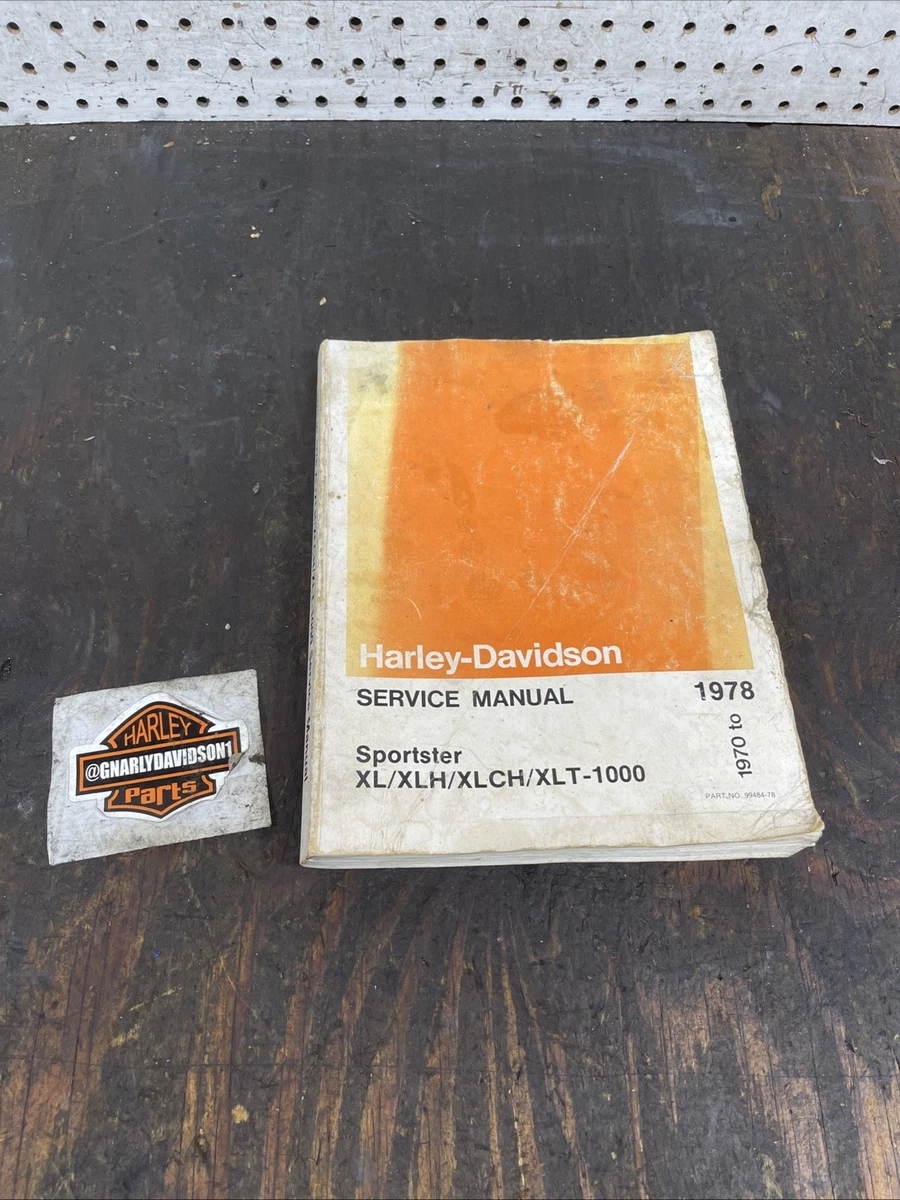 Harley-Davidson
SERVICE MANUAL
1978
1970 to
Sportster
XL/XLH/XLCH/XLT-1000
PART NO. 99484-78
HARLEY
@GNARLYDAVIDSON1
Parts